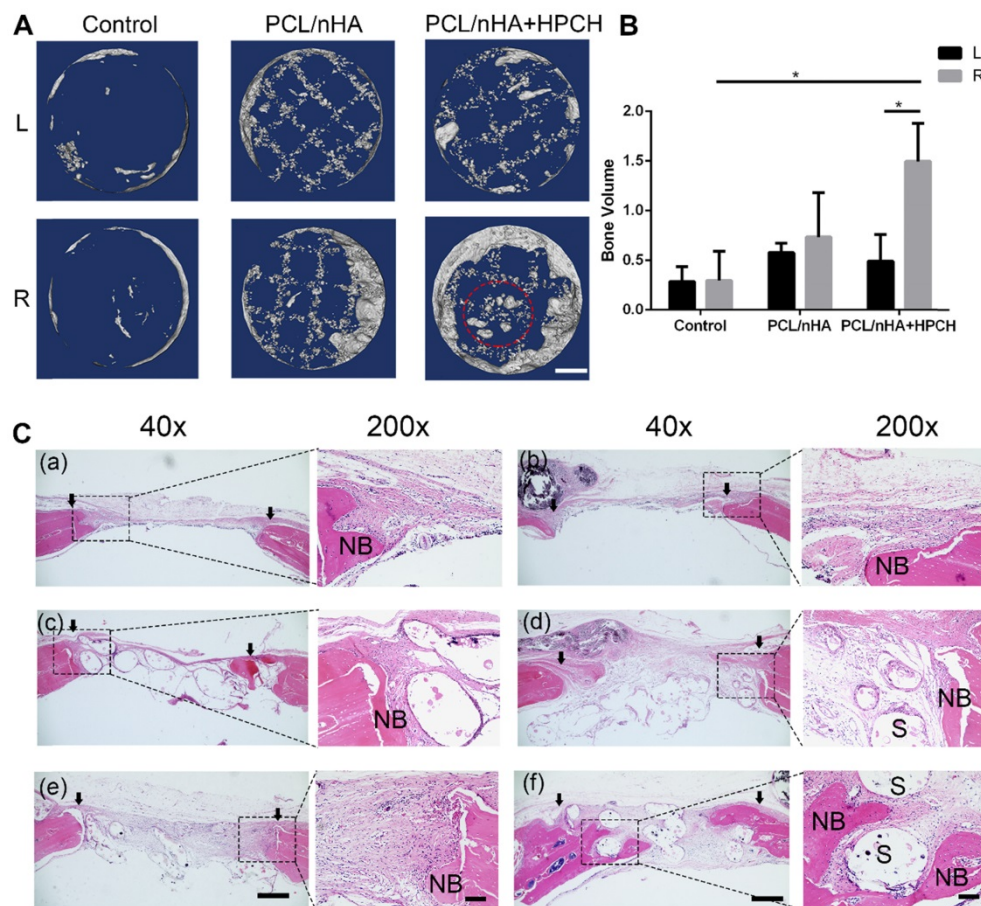 A
Control PCL/nHA PCL/nHA+HPCH
L
R
B
L
R
*
*
Bone Volume
2.0
1.5
1.0
0.5
0.0
Control PCL/nHA PCL/nHA+HPCH
C
40x 200x 40x 200x
(a) NB (b) NB
(c) NB (d) S NB
(e) NB (f) S NB S NB